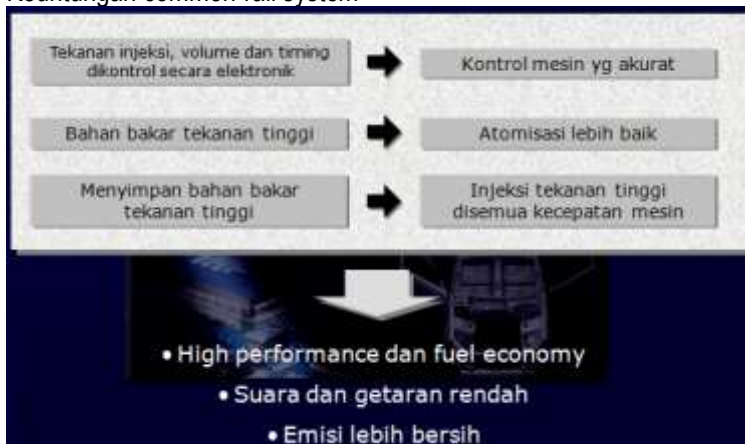 Keuntungan common rail system
Tekanan injeksi, volume dan timing
dikontrol secara elektronik
Kontrol mesin yg akurat
Bahan bakar tekanan tinggi
Atomisasi lebih baik
Menyimpan bahan bakar
tekanan tinggi
Injeksi tekanan tinggi
disemua kecepatan mesin
• High performance dan fuel economy
• Suara dan getaran rendah
• Emisi lebih bersih